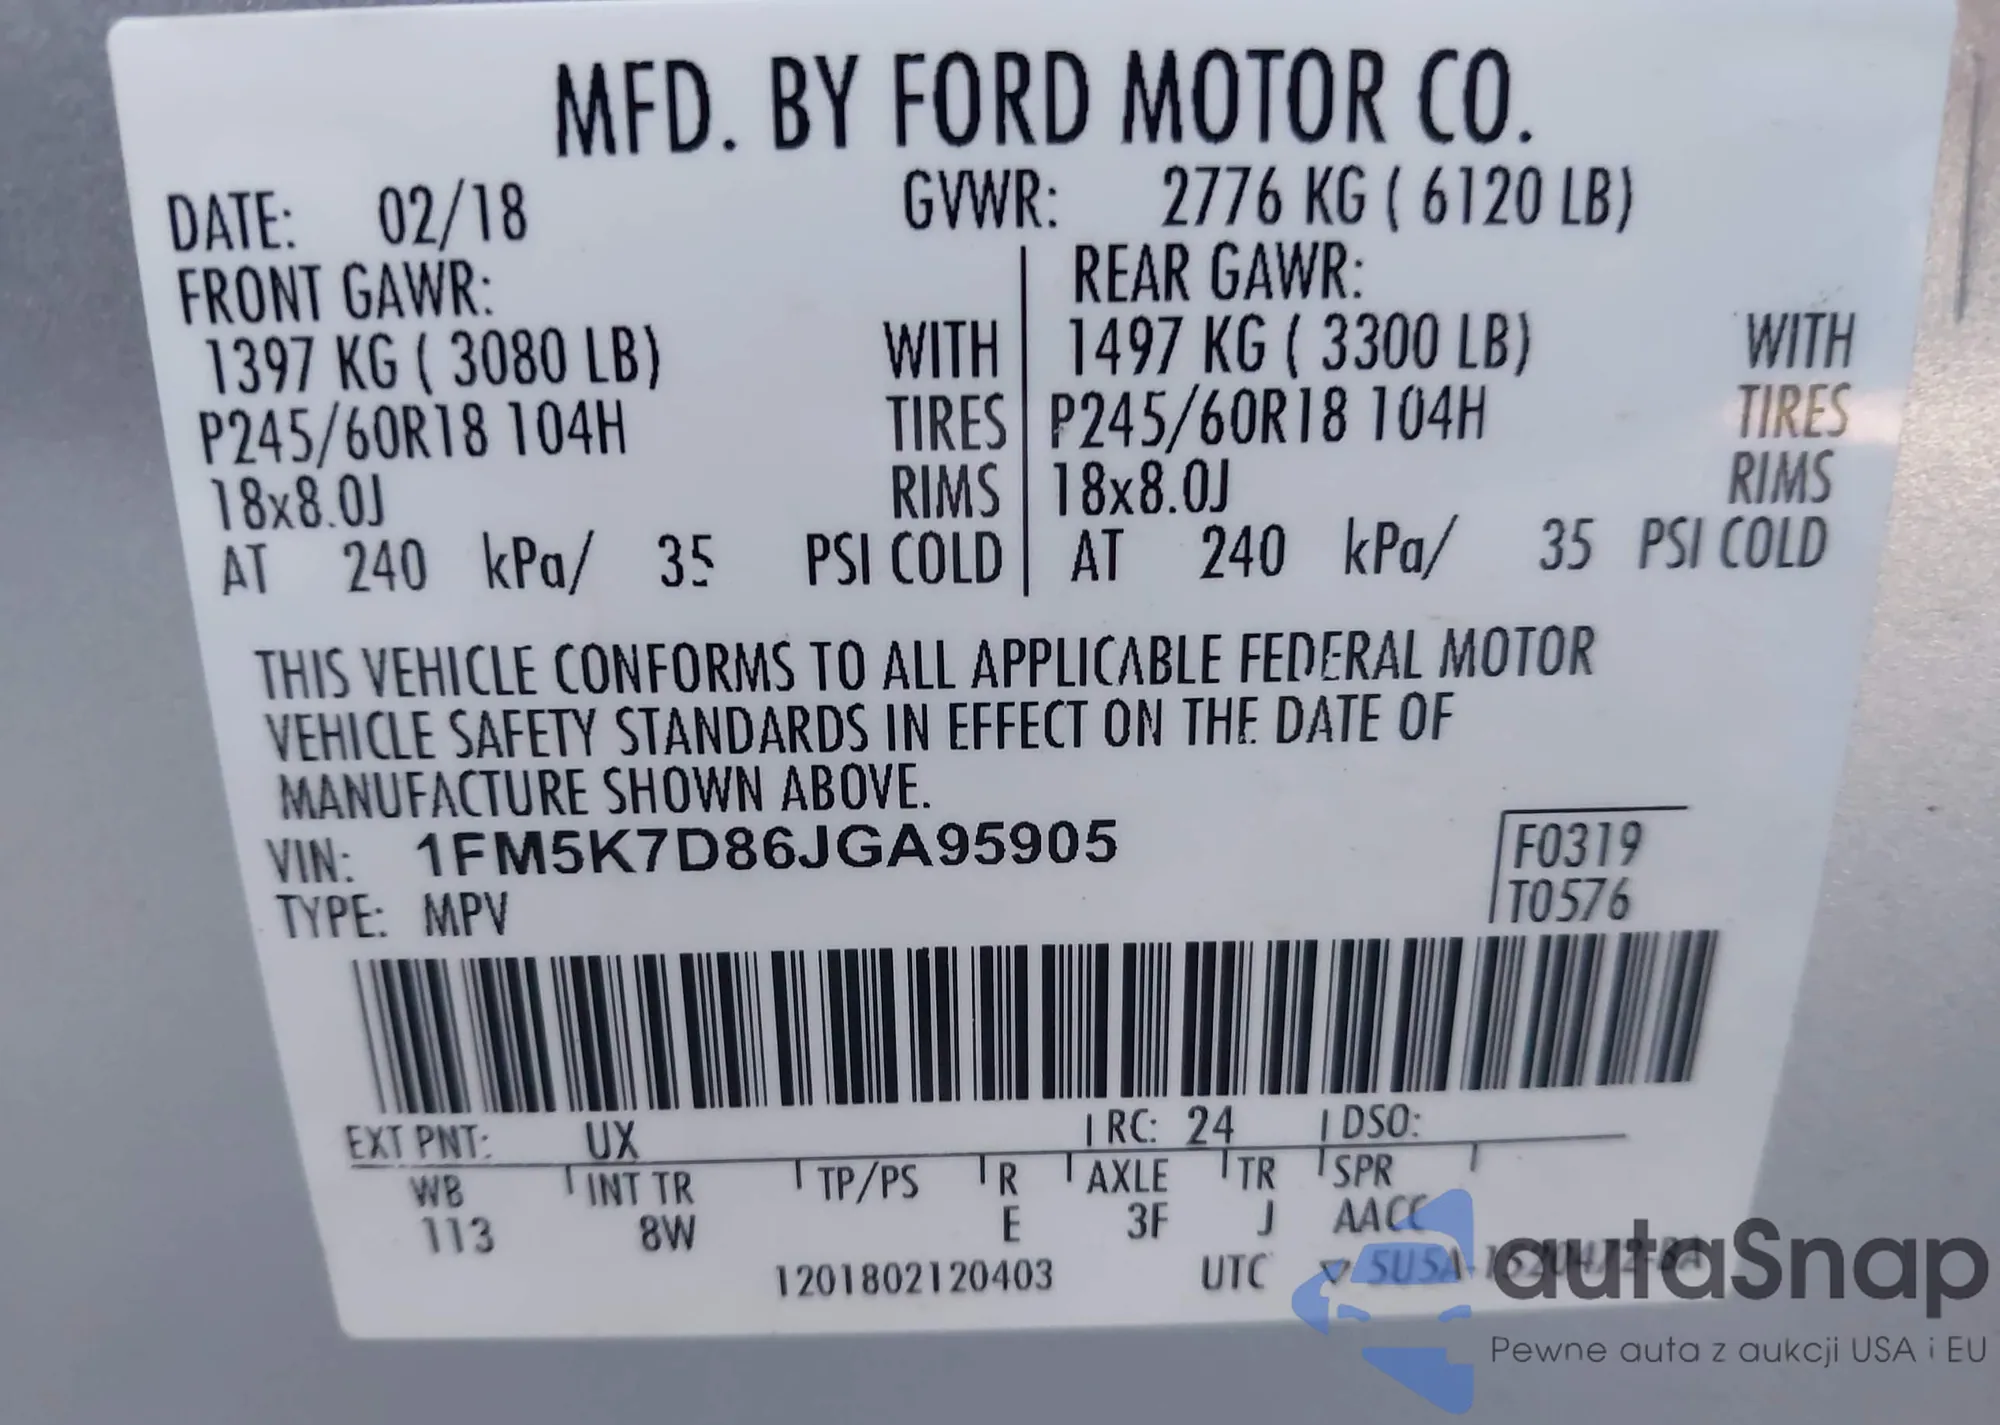 MFD. BY FORD MOTOR CO.
DATE: 02/18 GVWR: 2776 KG ( 6120 LB)
FRONT GAWR: REAR GAWR:
1397 KG ( 3080 LB) WITH 1497 KG ( 3300 LB) WITH
P245/60R18 104H TIRES P245/60R18 104H TIRES
18x8.0J RIMS 18x8.0J RIMS
AT 240 kPa/ 35 PSI COLD AT 240 kPa/ 35 PSI COLD
THIS VEHICLE CONFORMS TO ALL APPLICABLE FEDERAL MOTOR
VEHICLE SAFETY STANDARDS IN EFFECT ON THE DATE OF
MANUFACTURE SHOWN ABOVE.
VIN: 1FM5K7D86JGA95905 F0319
TYPE: MPV T0576
EXT PNT: UX RC: 24 DSO:
WB INT TR TP/PS R AXLE TR SPR
113 8W E 3F J AACC
1201802120403 UTC
autaSnap
Pewne auta z aukcji USA i EU